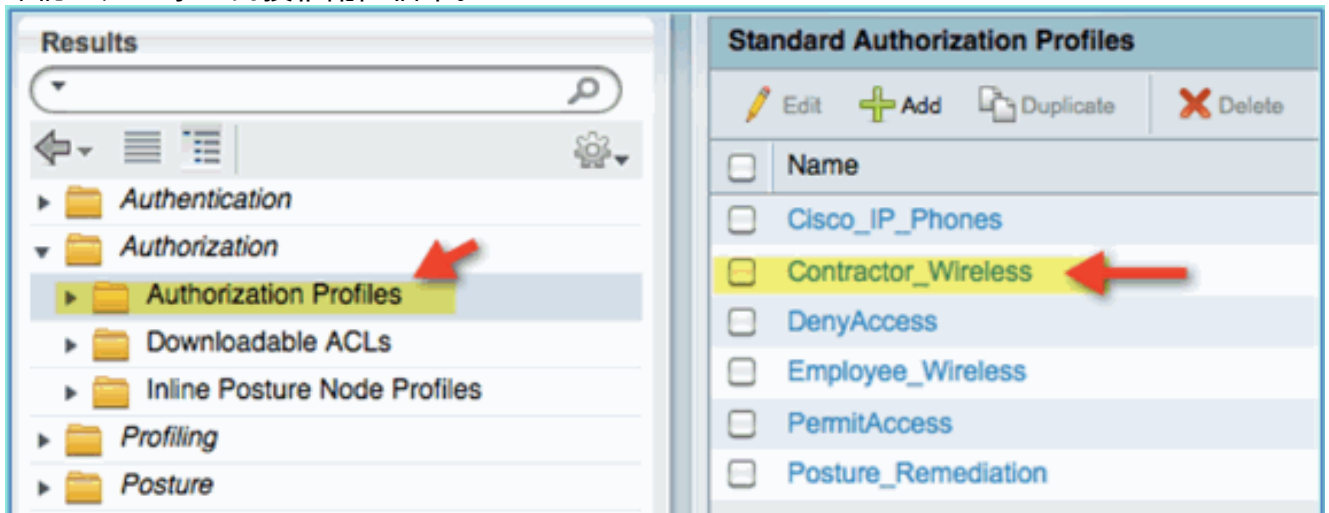 Results
Authentication
Authorization
Authorization Profiles
Downloadable ACLs
Inline Posture Node Profiles
Profiling
Posture
Standard Authorization Profiles
Edit Add Duplicate Delete
Name
Cisco_IP_Phones
Contractor_Wireless
DenyAccess
Employee_Wireless
PermitAccess
Posture_Remediation